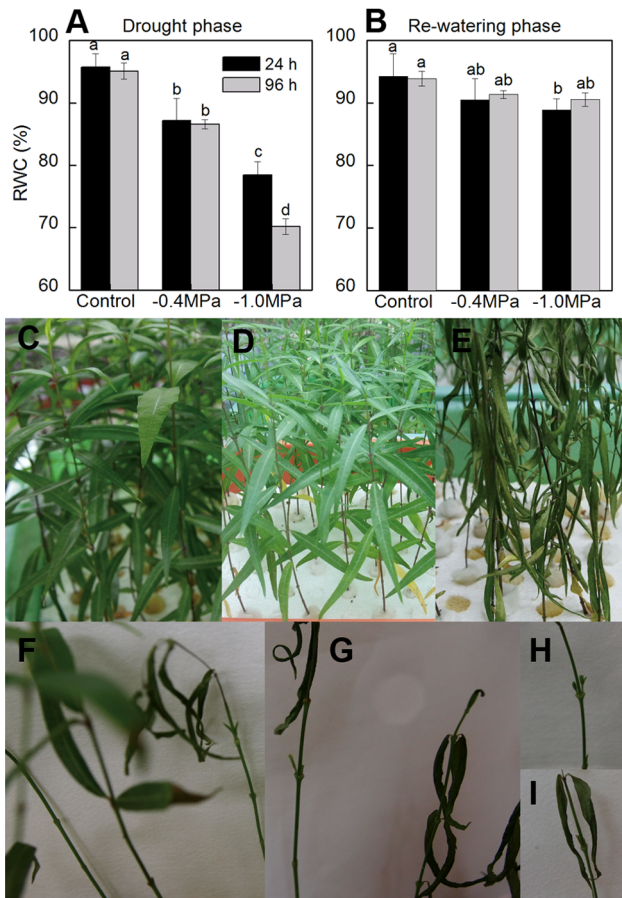 A Drought phase
B Re-watering phase
100
90
80
70
60
RWC (%)
a a
b b
c
d
24 h
96 h
Control -0.4MPa -1.0MPa
100
90
80
70
60
a a
ab ab
b ab
Control -0.4MPa -1.0MPa
C D E
F G H
I